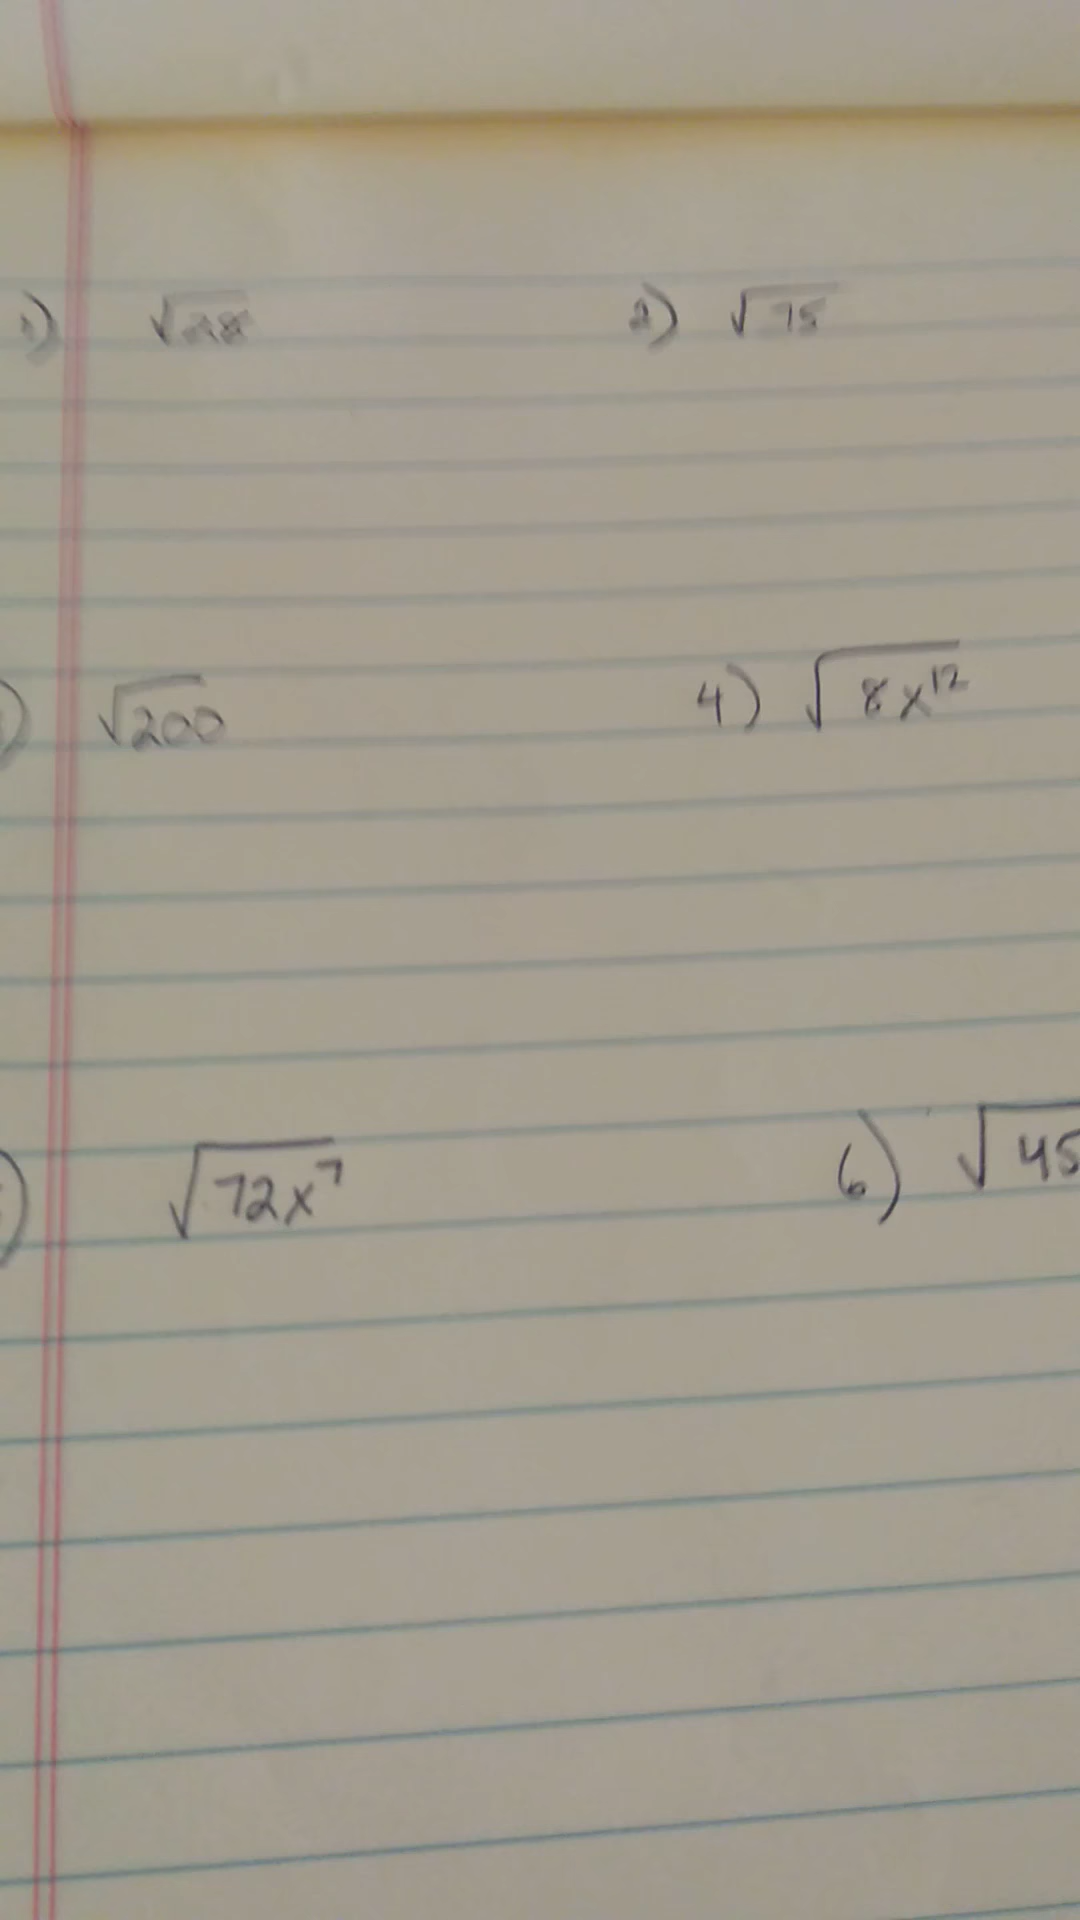 1) √28 2) √75
) √200 4) √8x¹²
) √72x⁷ 6) √45